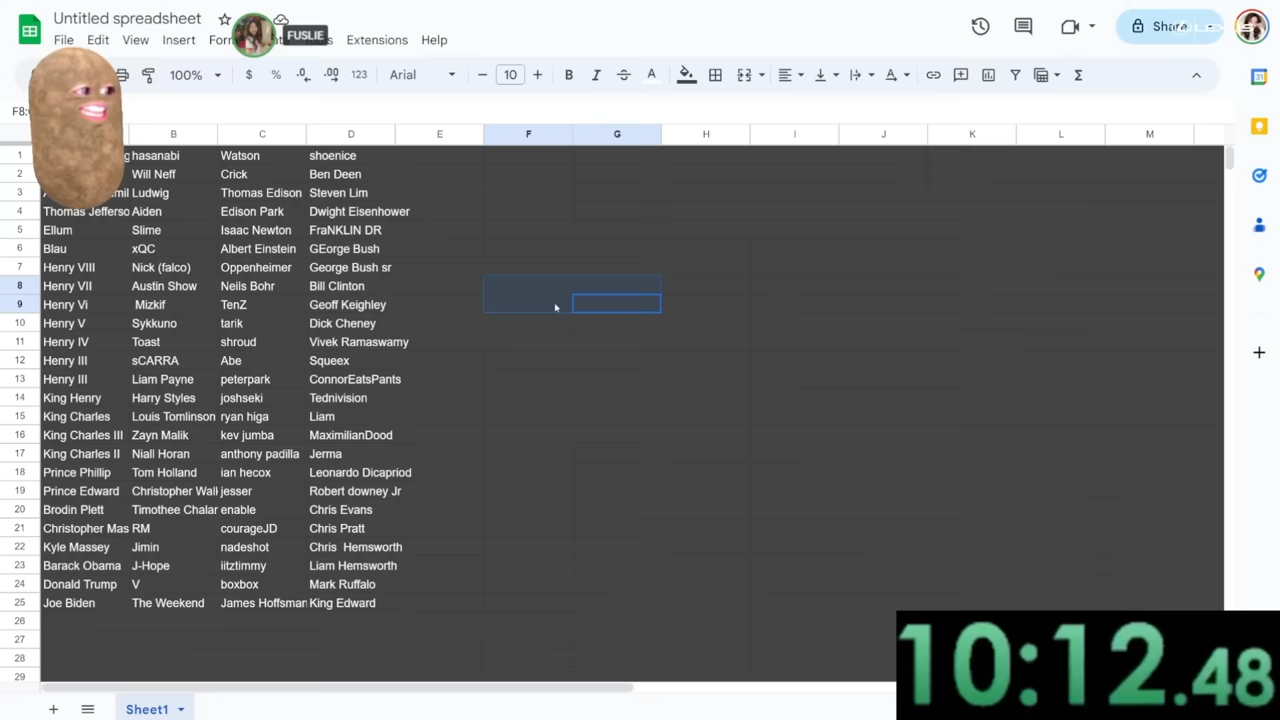 Untitled spreadsheet
FUSLIE
File Edit View Insert Extensions Help
Share
100% $ % .0 .00 123 Arial 10 B I A
F8:
A B C D E F G H I J K L M
1 hasanabi Watson shoenice
2 Will Neff Crick Ben Deen
3 Ludwig Thomas Edison Steven Lim
4 Thomas Jefferso Aiden Edison Park Dwight Eisenhower
5 Ellum Slime Isaac Newton FraNKLIN DR
6 Blau xQC Albert Einstein GEorge Bush
7 Henry VIII Nick (falco) Oppenheimer George Bush sr
8 Henry VII Austin Show Neils Bohr Bill Clinton
9 Henry Vi Mizkif TenZ Geoff Keighley
10 Henry V Sykkuno tarik Dick Cheney
11 Henry IV Toast shroud Vivek Ramaswamy
12 Henry III sCARRA Abe Squeex
13 Henry III Liam Payne peterpark ConnorEatsPants
14 King Henry Harry Styles joshseki Tednivision
15 King Charles Louis Tomlinson ryan higa Liam
16 King Charles III Zayn Malik kev jumba MaximilianDood
17 King Charles II Niall Horan anthony padilla Jerma
18 Prince Phillip Tom Holland ian hecox Leonardo Dicapriod
19 Prince Edward Christopher Walk jesser Robert downey Jr
20 Brodin Plett Timothee Chalar enable Chris Evans
21 Christopher Mas RM courageJD Chris Pratt
22 Kyle Massey Jimin nadeshot Chris Hemsworth
23 Barack Obama J-Hope iitztimmy Liam Hemsworth
24 Donald Trump V boxbox Mark Ruffalo
25 Joe Biden The Weekend James Hoffsman King Edward
26
27
28
29
Sheet1
10:12.48